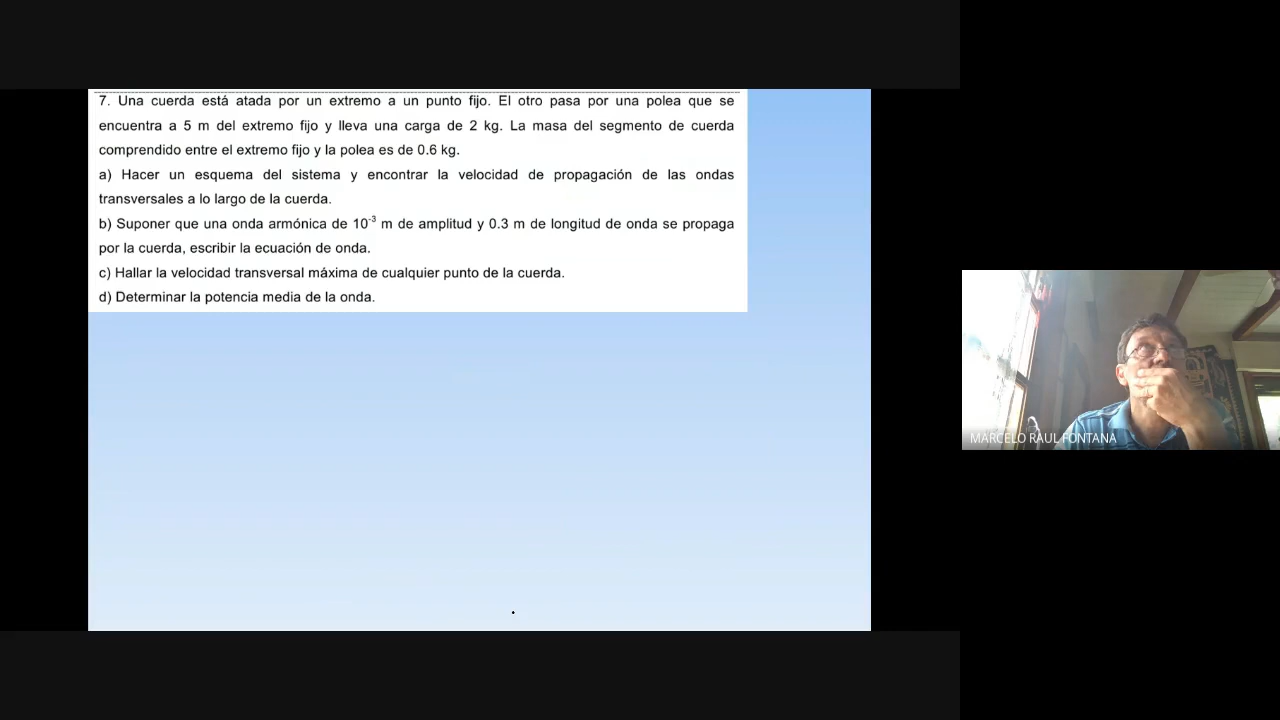 7. Una cuerda está atada por un extremo a un punto fijo. El otro pasa por una polea que se
encuentra a 5 m del extremo fijo y lleva una carga de 2 kg. La masa del segmento de cuerda
comprendido entre el extremo fijo y la polea es de 0.6 kg.
a) Hacer un esquema del sistema y encontrar la velocidad de propagación de las ondas
transversales a lo largo de la cuerda.
b) Suponer que una onda armónica de 10⁻³ m de amplitud y 0.3 m de longitud de onda se propaga
por la cuerda, escribir la ecuación de onda.
c) Hallar la velocidad transversal máxima de cualquier punto de la cuerda.
d) Determinar la potencia media de la onda.
MARCELO RAUL FONTANA